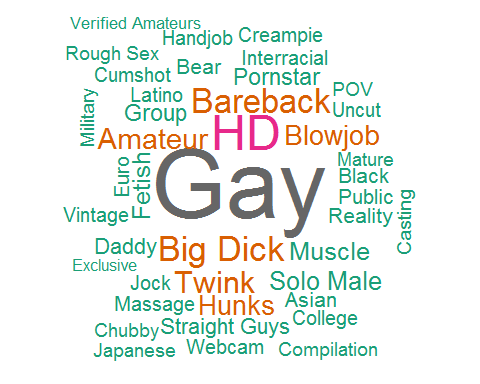 Verified Amateurs
Handjob
Creampie
Rough Sex
Bear
Interracial
Cumshot
Pornstar
Military
Latino
Bareback
POV
Group
Uncut
Amateur
HD
Blowjob
Euro
Fetish
Gay
Mature
Black
Public
Casting
Vintage
Reality
Daddy
Big Dick
Muscle
Exclusive
Jock
Twink
Solo Male
Massage
Hunks
Asian
Chubby
Straight Guys
College
Japanese
Webcam
Compilation